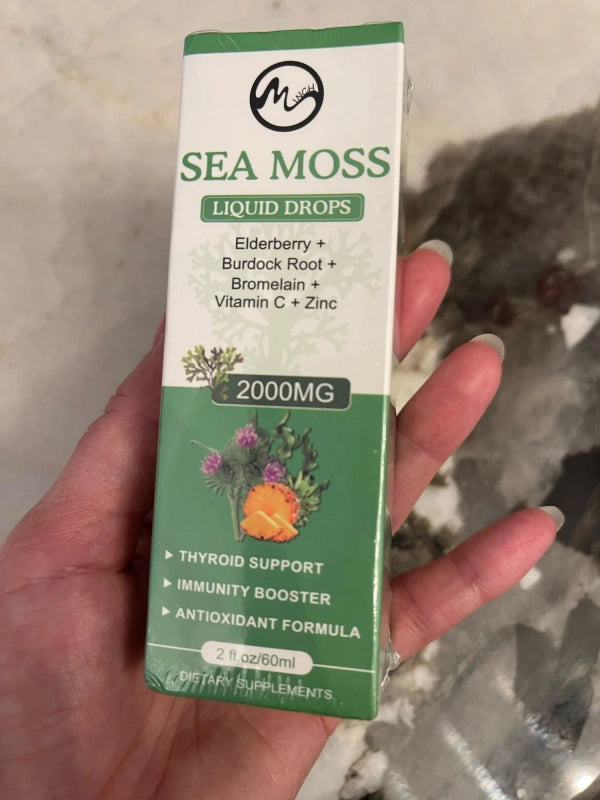 MINCH
SEA MOSS
LIQUID DROPS
Elderberry +
Burdock Root +
Bromelain +
Vitamin C + Zinc
2000MG
THYROID SUPPORT
IMMUNITY BOOSTER
ANTIOXIDANT FORMULA
2 fl.oz/60ml
DIETARY SUPPLEMENTS